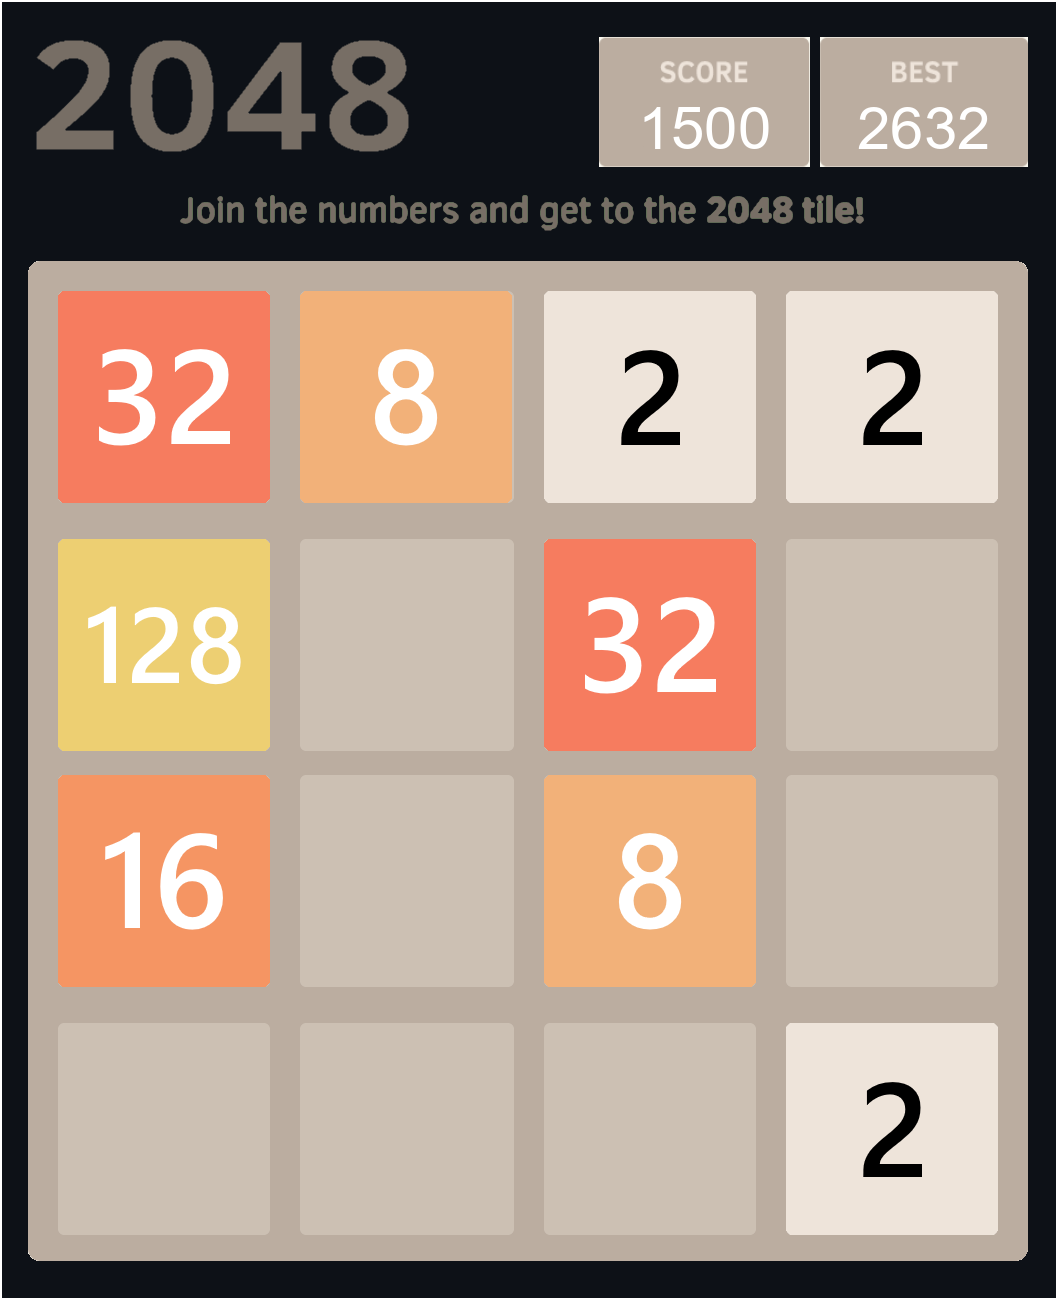 2048
SCORE BEST
1500 2632
Join the numbers and get to the 2048 tile!
32 8 2 2
128 32
16 8
2